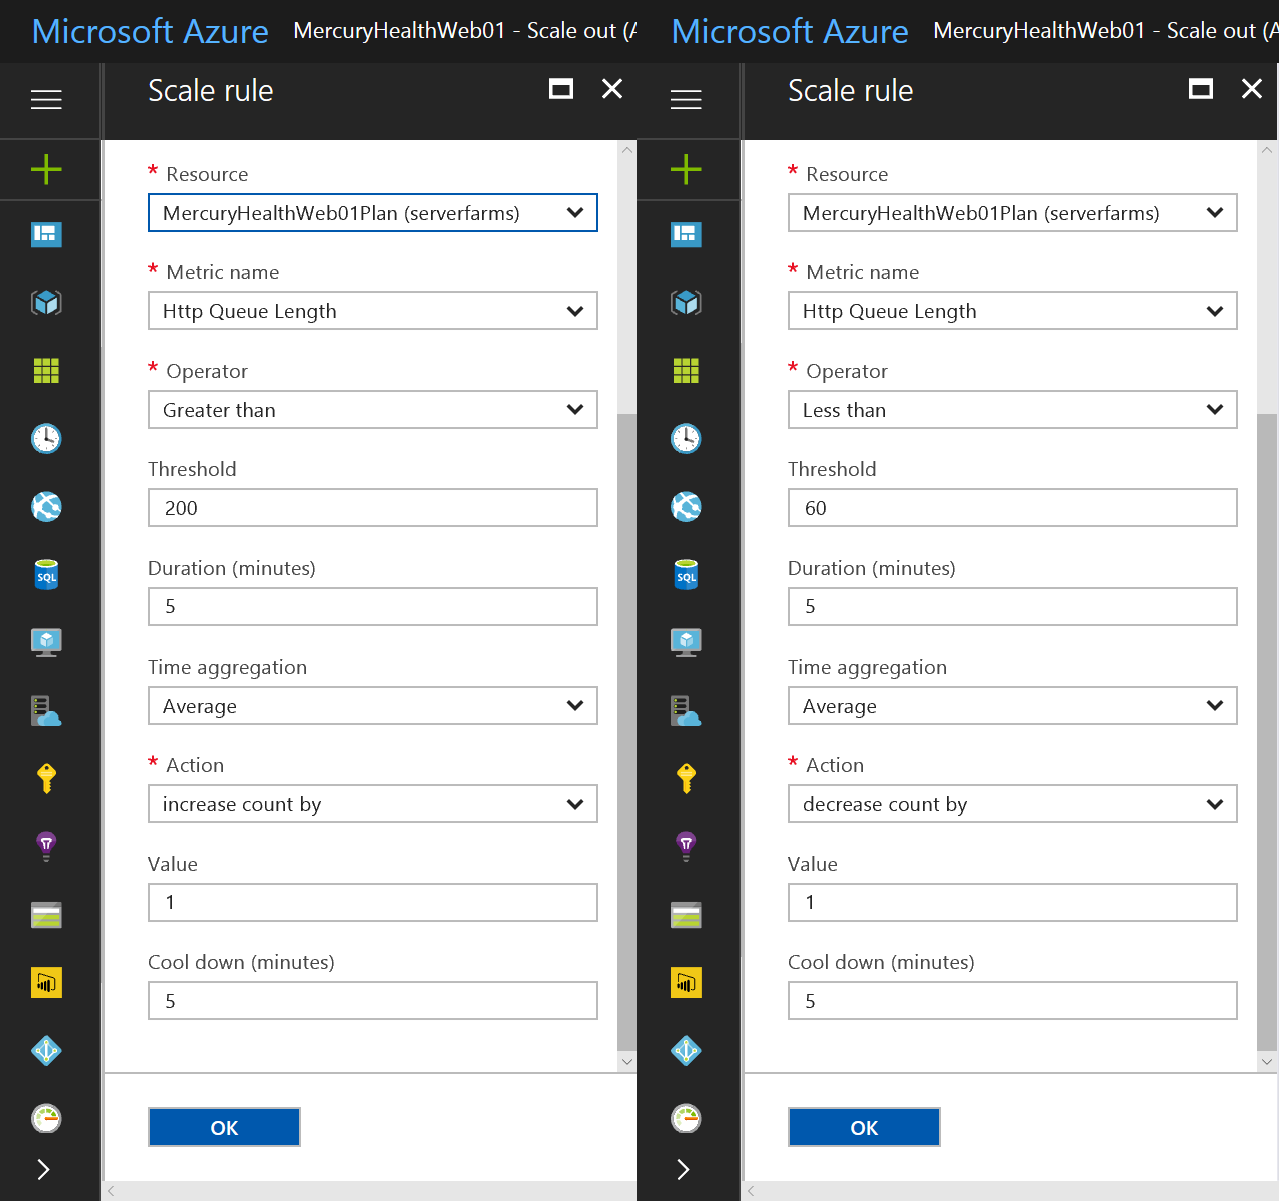 Microsoft Azure MercuryHealthWeb01 - Scale out (A
Scale rule
* Resource
MercuryHealthWeb01Plan (serverfarms)
* Metric name
Http Queue Length
* Operator
Greater than
Threshold
200
Duration (minutes)
5
Time aggregation
Average
* Action
increase count by
Value
1
Cool down (minutes)
5
OK
SQL
Microsoft Azure MercuryHealthWeb01 - Scale out (A
Scale rule
* Resource
MercuryHealthWeb01Plan (serverfarms)
* Metric name
Http Queue Length
* Operator
Less than
Threshold
60
Duration (minutes)
5
Time aggregation
Average
* Action
decrease count by
Value
1
Cool down (minutes)
5
OK
SQL